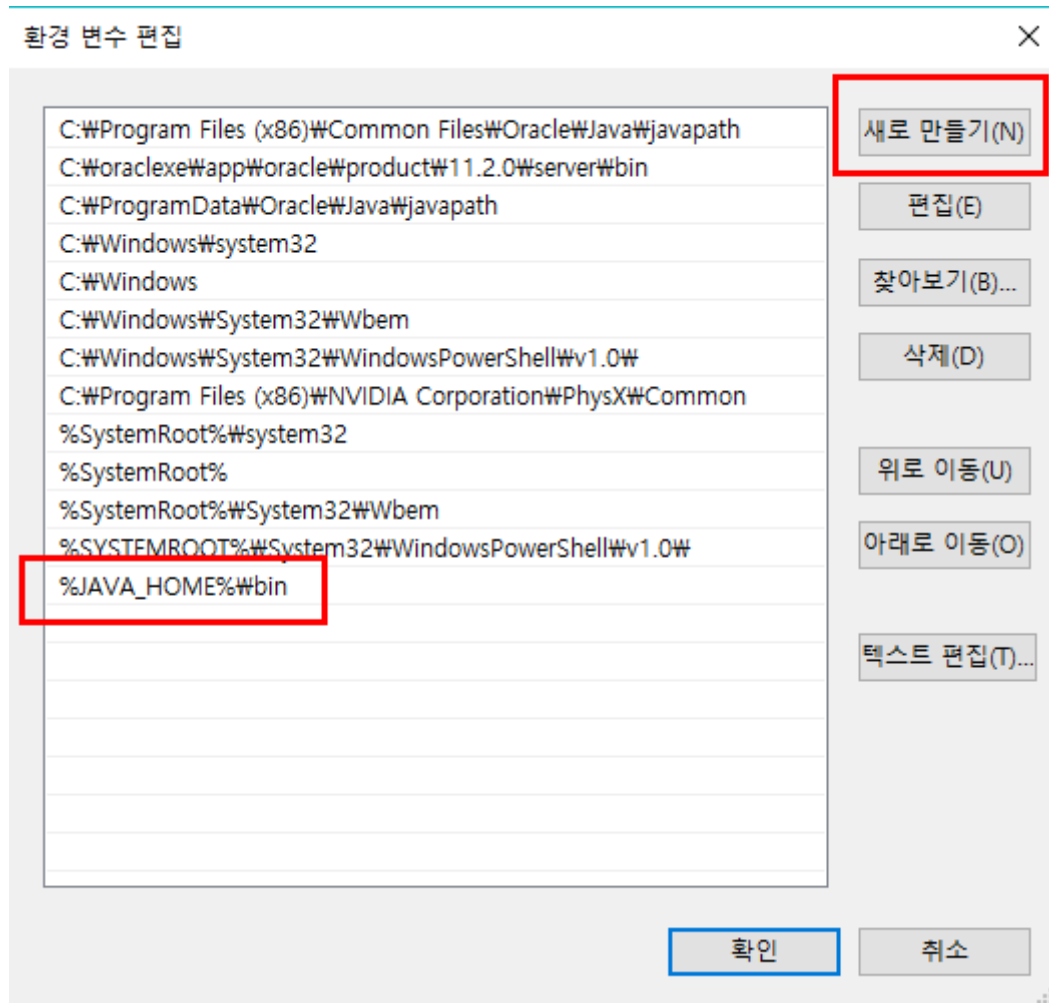 환경 변수 편집
C:₩Program Files (x86)₩Common Files₩Oracle₩Java₩javapath
C:₩oraclexe₩app₩oracle₩product₩11.2.0₩server₩bin
C:₩ProgramData₩Oracle₩Java₩javapath
C:₩Windows₩system32
C:₩Windows
C:₩Windows₩System32₩Wbem
C:₩Windows₩System32₩WindowsPowerShell₩v1.0₩
C:₩Program Files (x86)₩NVIDIA Corporation₩PhysX₩Common
%SystemRoot%₩system32
%SystemRoot%
%SystemRoot%₩System32₩Wbem
%SYSTEMROOT%₩System32₩WindowsPowerShell₩v1.0₩
%JAVA_HOME%₩bin
새로 만들기(N)
편집(E)
찾아보기(B)...
삭제(D)
위로 이동(U)
아래로 이동(O)
텍스트 편집(T)...
확인
취소